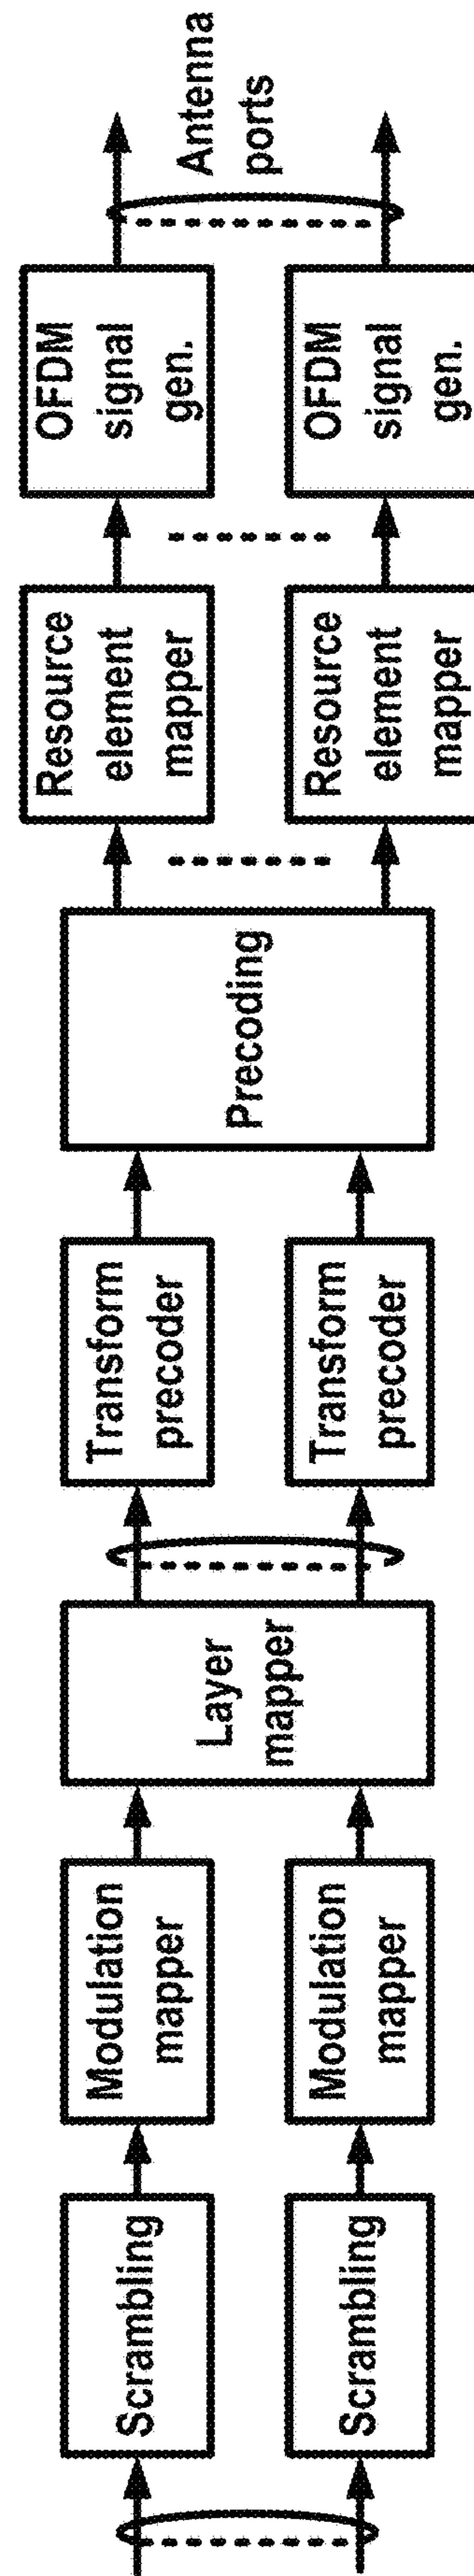 Scrambling
Scrambling
Modulation
mapper
Modulation
mapper
Layer
mapper
Transform
precoder
Transform
precoder
Precoding
Resource
element
mapper
Resource
element
mapper
OFDM
signal
gen.
OFDM
signal
gen.
Antenna
ports